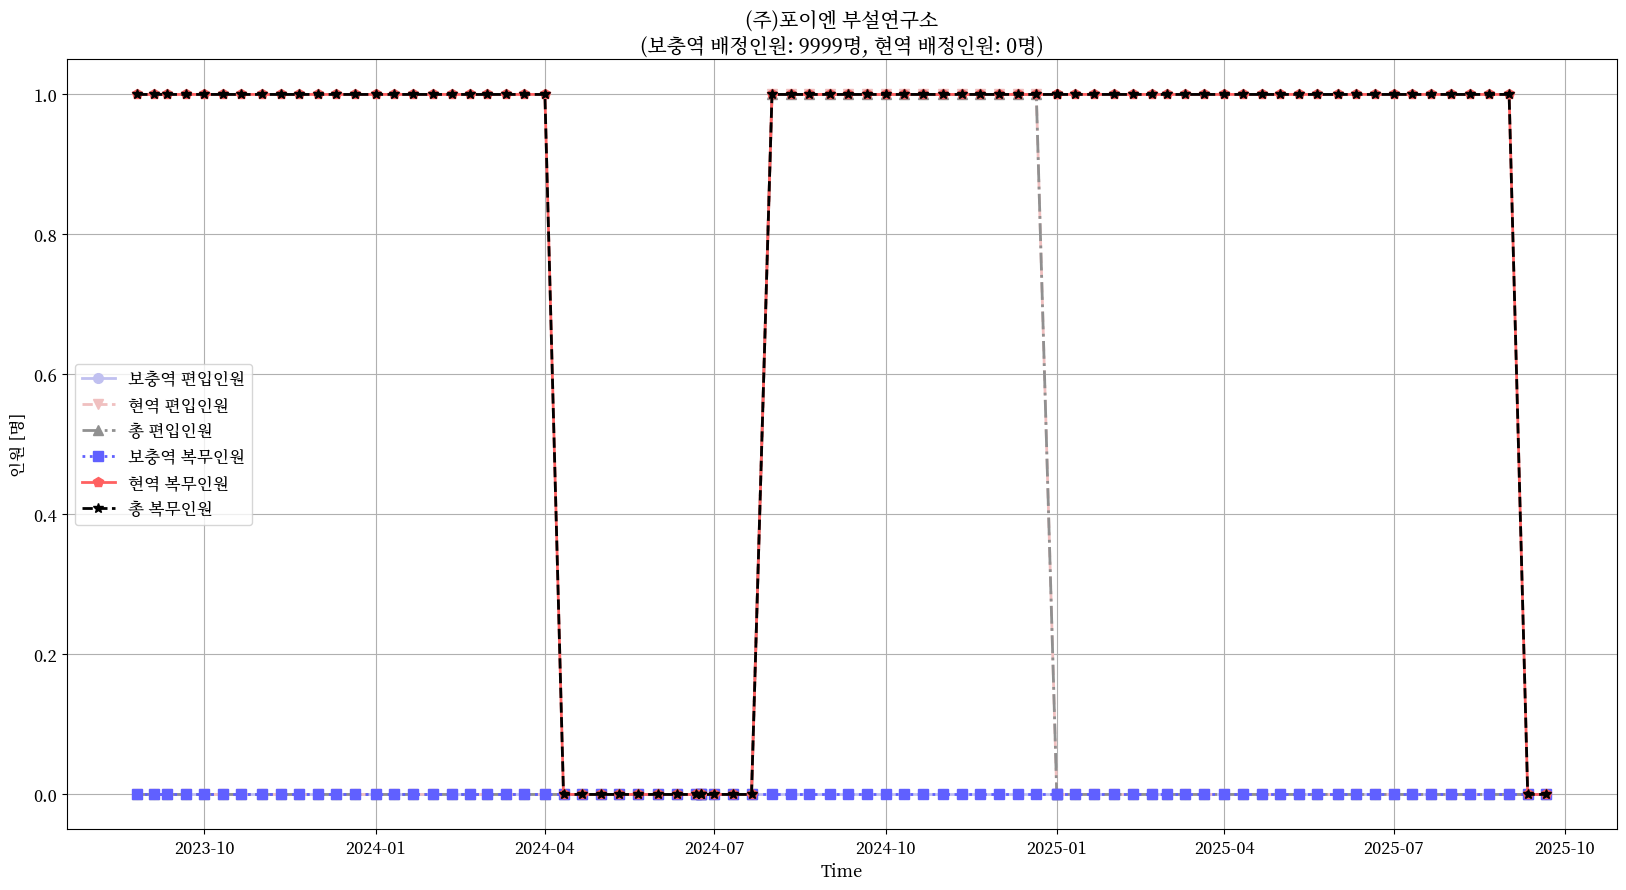 (주)포이엔 부설연구소
(보충역 배정인원: 9999명, 현역 배정인원: 0명)
인원 [명]
1.0
0.8
0.6
0.4
0.2
0.0
보충역 편입인원
현역 편입인원
총 편입인원
보충역 복무인원
현역 복무인원
총 복무인원
2023-10 2024-01 2024-04 2024-07 2024-10 2025-01 2025-04 2025-07 2025-10
Time